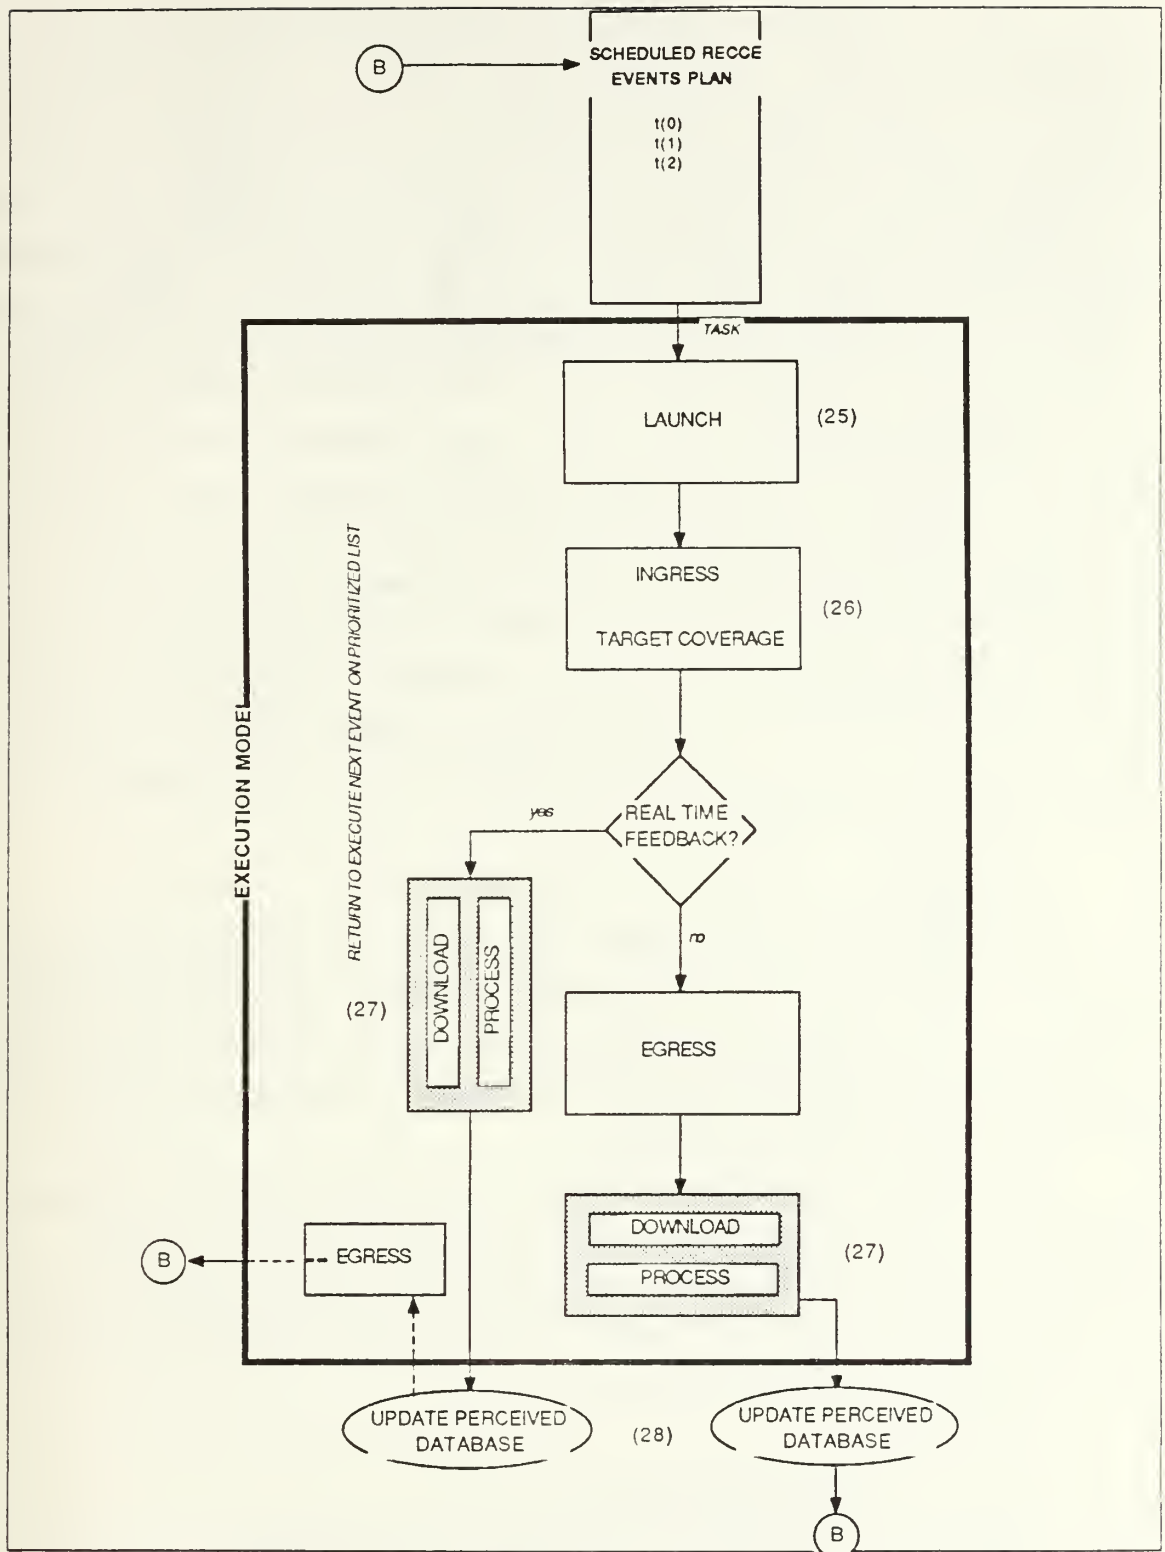 B
SCHEDULED RECCE
EVENTS PLAN
t(0)
t(1)
t(2)
TASK
LAUNCH
(25)
INGRESS
TARGET COVERAGE
(26)
RETURN TO EXECUTE NEXT EVENT ON PRIORITIZED LIST
EXECUTION MODEL
REAL TIME
FEEDBACK?
yes
no
DOWNLOAD
PROCESS
(27)
EGRESS
DOWNLOAD
PROCESS
(27)
EGRESS
B
UPDATE PERCEIVED
DATABASE
(28)
UPDATE PERCEIVED
DATABASE
B